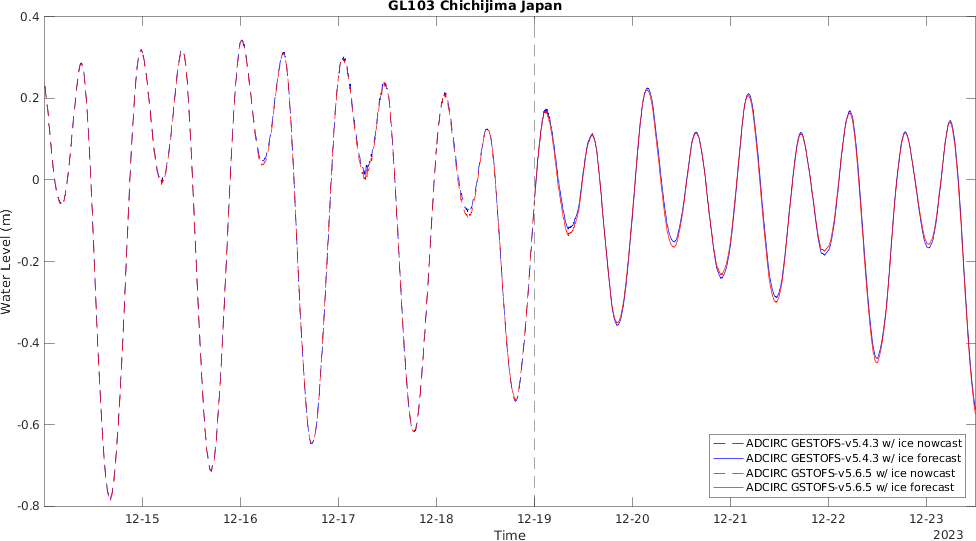 GL103 Chichijima Japan
0.4
0.2
0
-0.2
-0.4
-0.6
-0.8
Water Level (m)
ADCIRC GESTOFS-v5.4.3 w/ ice nowcast
ADCIRC GESTOFS-v5.4.3 w/ ice forecast
ADCIRC GSTOFS-v5.6.5 w/ ice nowcast
ADCIRC GSTOFS-v5.6.5 w/ ice forecast
12-15 12-16 12-17 12-18 12-19 12-20 12-21 12-22 12-23
Time
2023